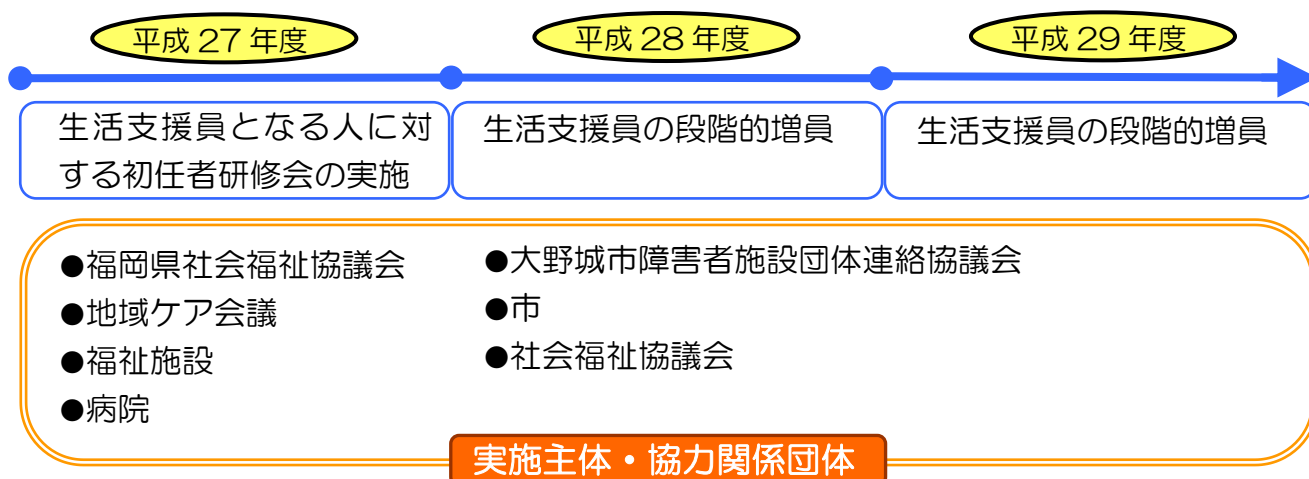 平成 27 年度
平成 28 年度
平成 29 年度
生活支援員となる人に対
する初任者研修会の実施
生活支援員の段階的増員
生活支援員の段階的増員
●福岡県社会福祉協議会
●地域ケア会議
●福祉施設
●病院
●大野城市障害者施設団体連絡協議会
●市
●社会福祉協議会
実施主体・協力関係団体